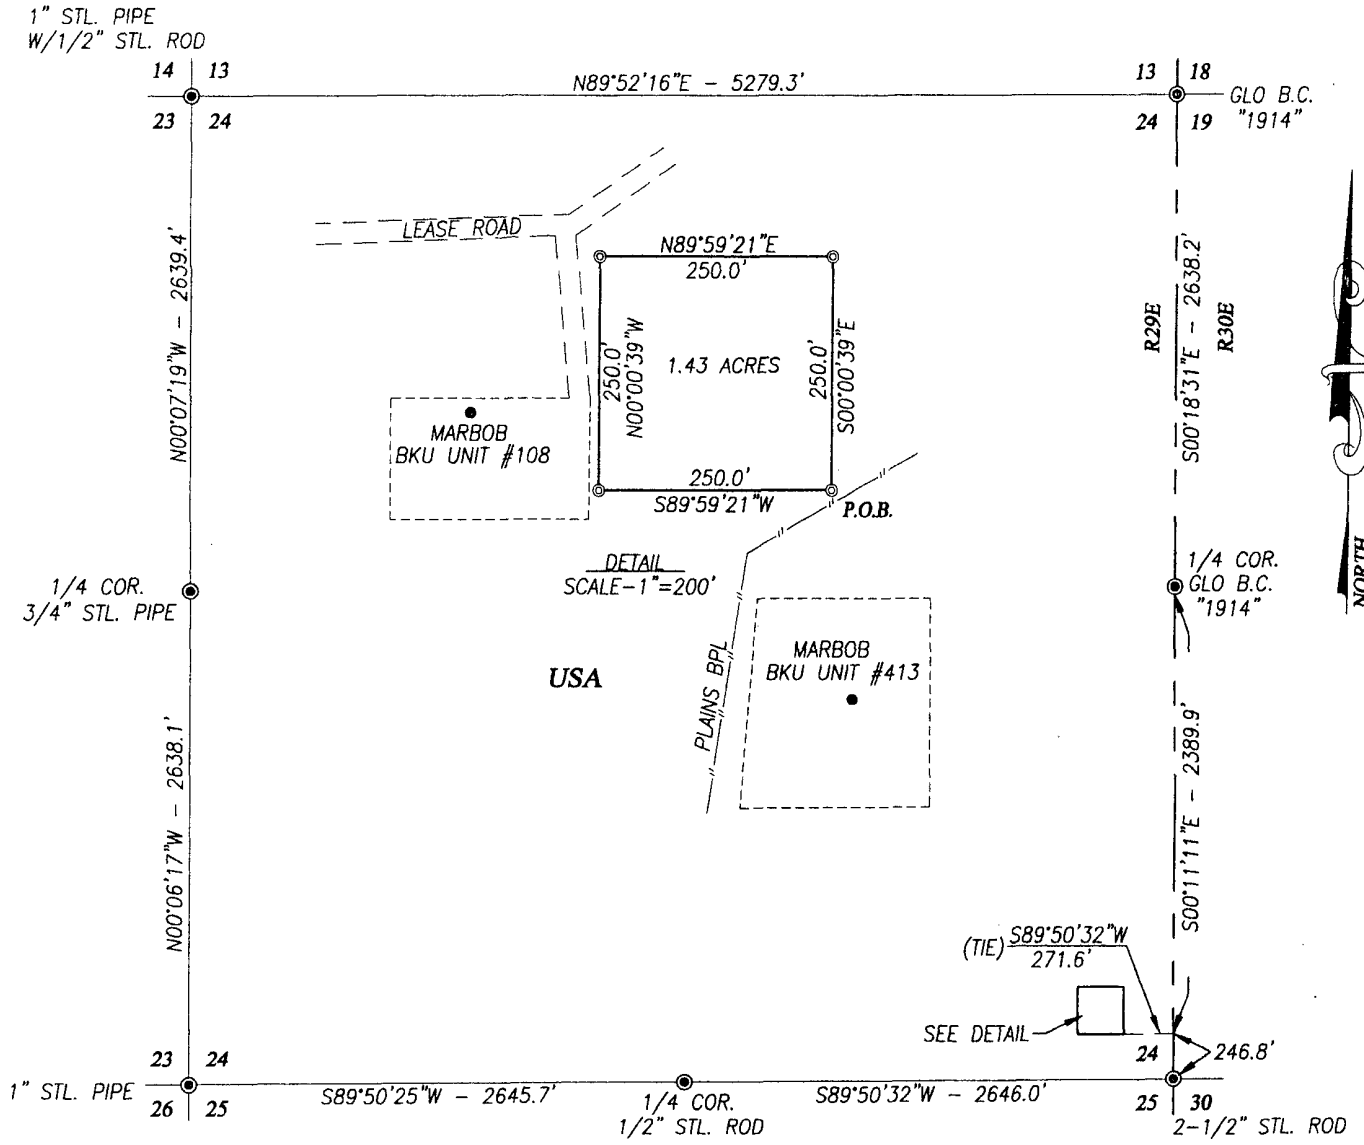 1" STL. PIPE
W/1/2" STL. ROD
14 13
23 24
N89°52'16"E - 5279.3'
13 18
24 19
GLO B.C.
"1914"
LEASE ROAD
N89°59'21"E
250.0'
N00°07'19"W - 2639.4'
250.0'
N00°00'39"W
1.43 ACRES
250.0'
S00°00'39"E
R29E
S00°18'31"E - 2638.2'
R30E
MARBOB
BKU UNIT #108
250.0'
S89°59'21"W
P.O.B.
DETAIL
SCALE-1"=200'
1/4 COR.
3/4" STL. PIPE
1/4 COR.
GLO B.C.
"1914"
NORTH
USA
PLAINS BPL
MARBOB
BKU UNIT #413
N00°06'17"W - 2638.1'
S00°11'11"E - 2389.9'
(TIE) S89°50'32"W
271.6'
SEE DETAIL
246.8'
23 24
26 25
1" STL. PIPE
S89°50'25"W - 2645.7'
1/4 COR.
1/2" STL. ROD
S89°50'32"W - 2646.0'
24
25 30
2-1/2" STL. ROD